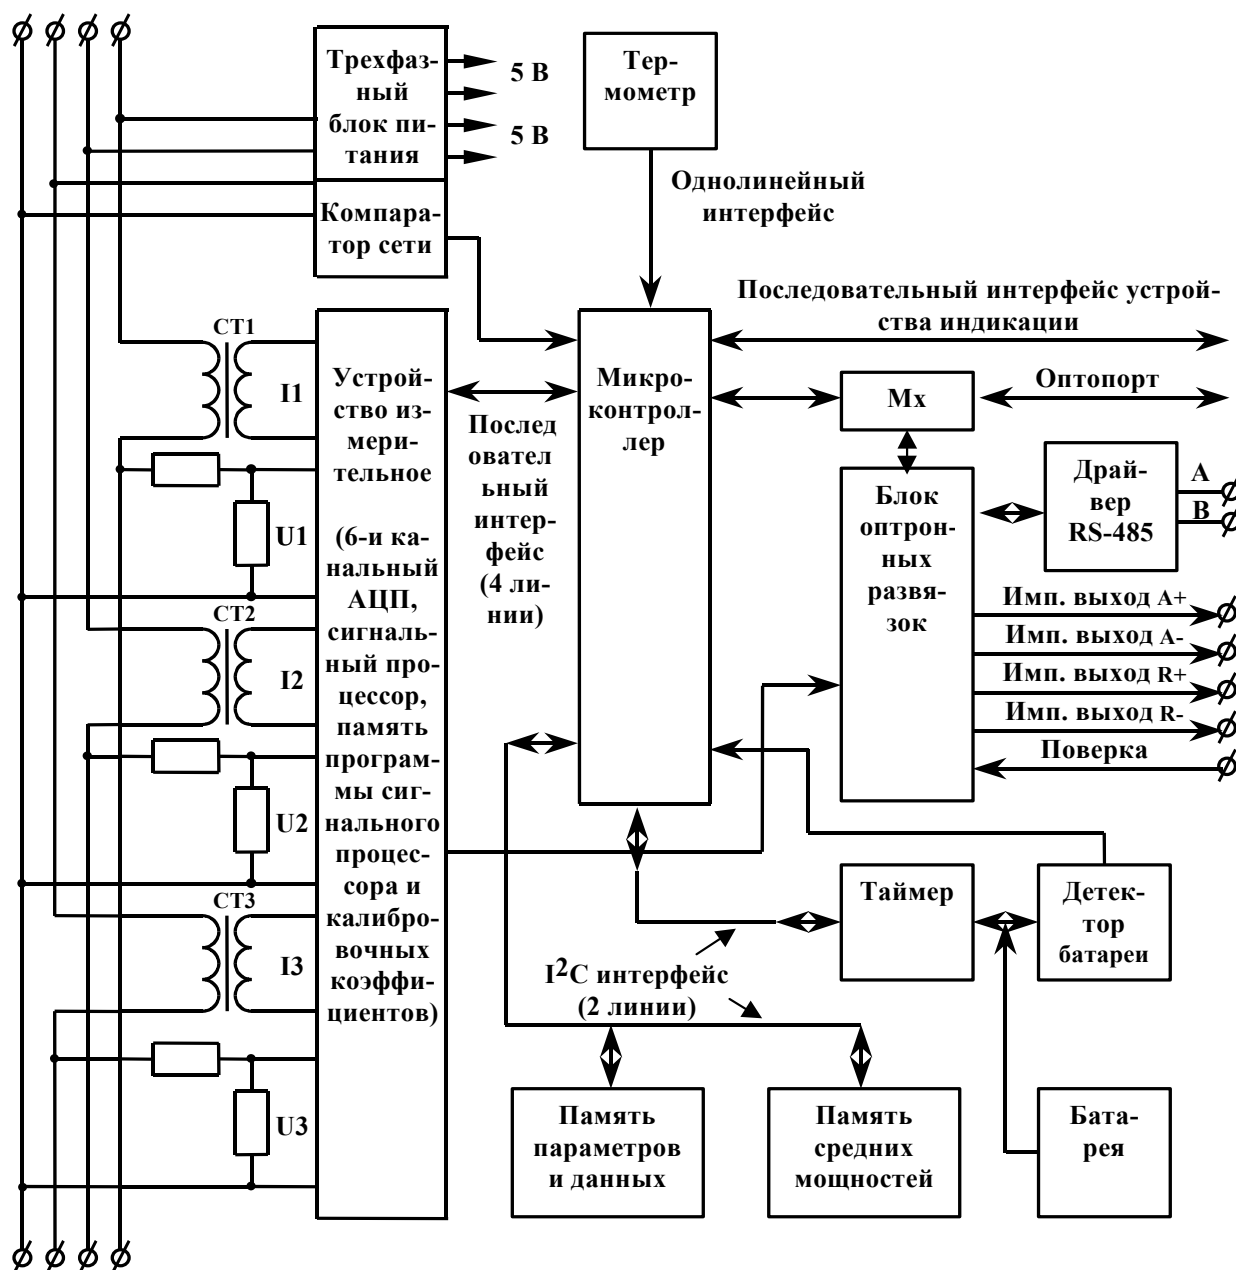 Трехфаз-
ный
блок пи-
тания
5 В
5 В
Компара-
тор сети
Тер-
мометр
Однолинейный
интерфейс
Последовательный интерфейс устрой-
ства индикации
Микро-
контрол-
лер
Мх
Оптопорт
Блок
оптрон-
ных
развя-
зок
Драй-
вер
RS-485
А
В
Имп. выход А+
Имп. выход А-
Имп. выход R+
Имп. выход R-
Поверка
СТ1
I1
U1
СТ2
I2
U2
СТ3
I3
U3
Устрой-
ство из-
мери-
тельное
(6-и ка-
нальный
АЦП,
сигналь-
ный про-
цессор,
память
програм-
мы сиг-
нального
процес-
сора и
калибро-
вочных
коэффи-
циентов)
Послед
овател
ьный
интер-
фейс
(4 ли-
нии)
Таймер
Детек-
тор
батареи
I²C интерфейс
(2 линии)
Память
параметров
и данных
Память
средних
мощностей
Бата-
рея